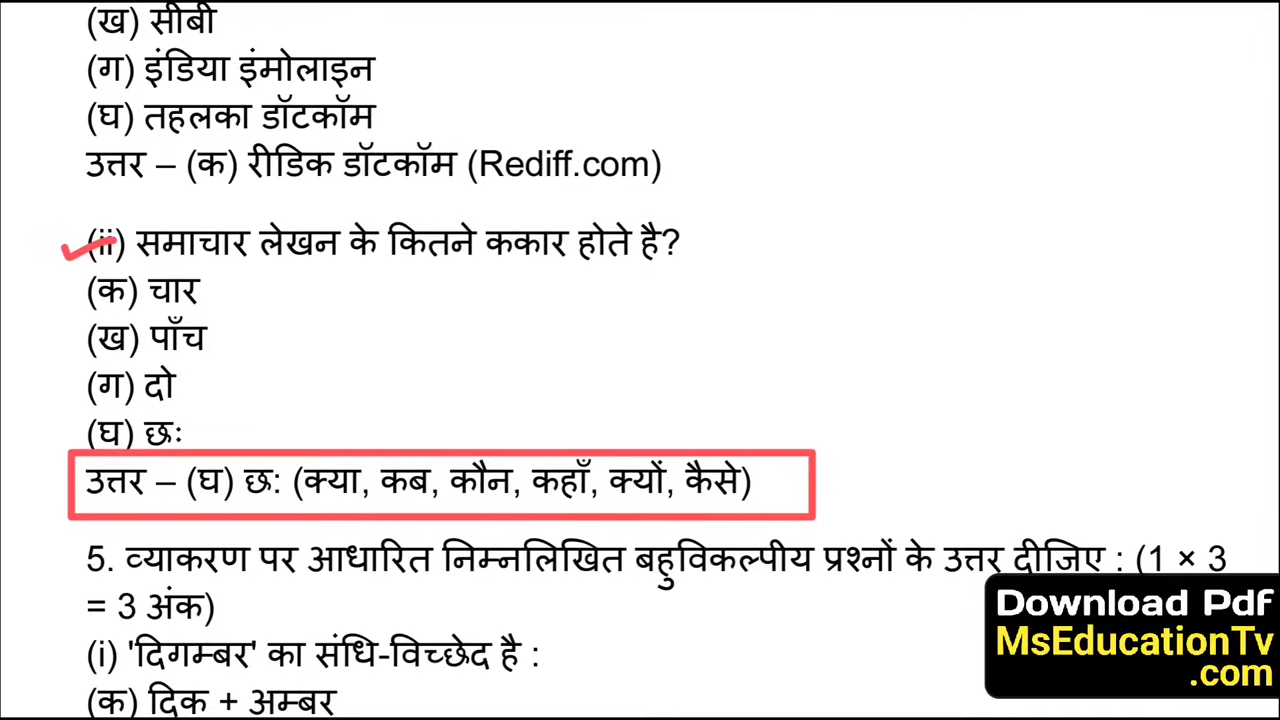 (ख) सीबी
(ग) इंडिया इंमोलाइन
(घ) तहलका डॉटकॉम
उत्तर – (क) रीडिक डॉटकॉम (Rediff.com)
(ii) समाचार लेखन के कितने ककार होते है?
(क) चार
(ख) पाँच
(ग) दो
(घ) छः
उत्तर – (घ) छ: (क्या, कब, कौन, कहाँ, क्यों, कैसे)
5. व्याकरण पर आधारित निम्नलिखित बहुविकल्पीय प्रश्नों के उत्तर दीजिए : (1 × 3
= 3 अंक)
(i) 'दिगम्बर' का संधि-विच्छेद है :
(क) दिक + अम्बर
Download Pdf
MsEducationTv
.com